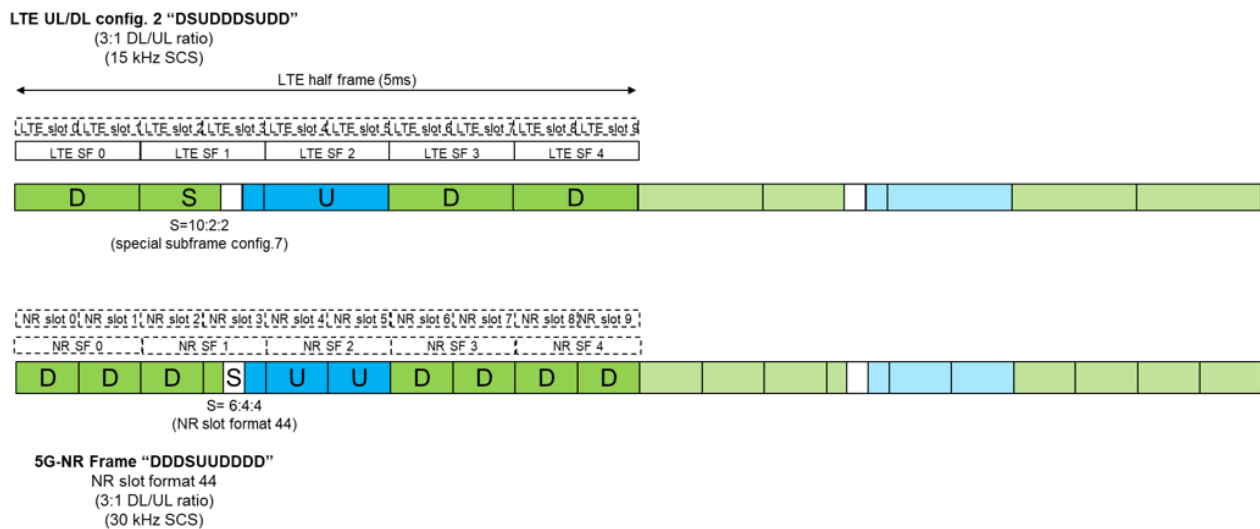 LTE UL/DL config. 2 “DSUDDDSUDD”
(3:1 DL/UL ratio)
(15 kHz SCS)
LTE half frame (5ms)
LTE slot 0 LTE slot 1 LTE slot 2 LTE slot 3 LTE slot 4 LTE slot 5 LTE slot 6 LTE slot 7 LTE slot 8 LTE slot 9
LTE SF 0 LTE SF 1 LTE SF 2 LTE SF 3 LTE SF 4
D S U D D
S=10:2:2
(special subframe config.7)
NR slot 0 NR slot 1 NR slot 2 NR slot 3 NR slot 4 NR slot 5 NR slot 6 NR slot 7 NR slot 8 NR slot 9
NR SF 0 NR SF 1 NR SF 2 NR SF 3 NR SF 4
D D D S U U D D D D
S= 6:4:4
(NR slot format 44)
5G-NR Frame “DDDSUUDDDD”
NR slot format 44
(3:1 DL/UL ratio)
(30 kHz SCS)